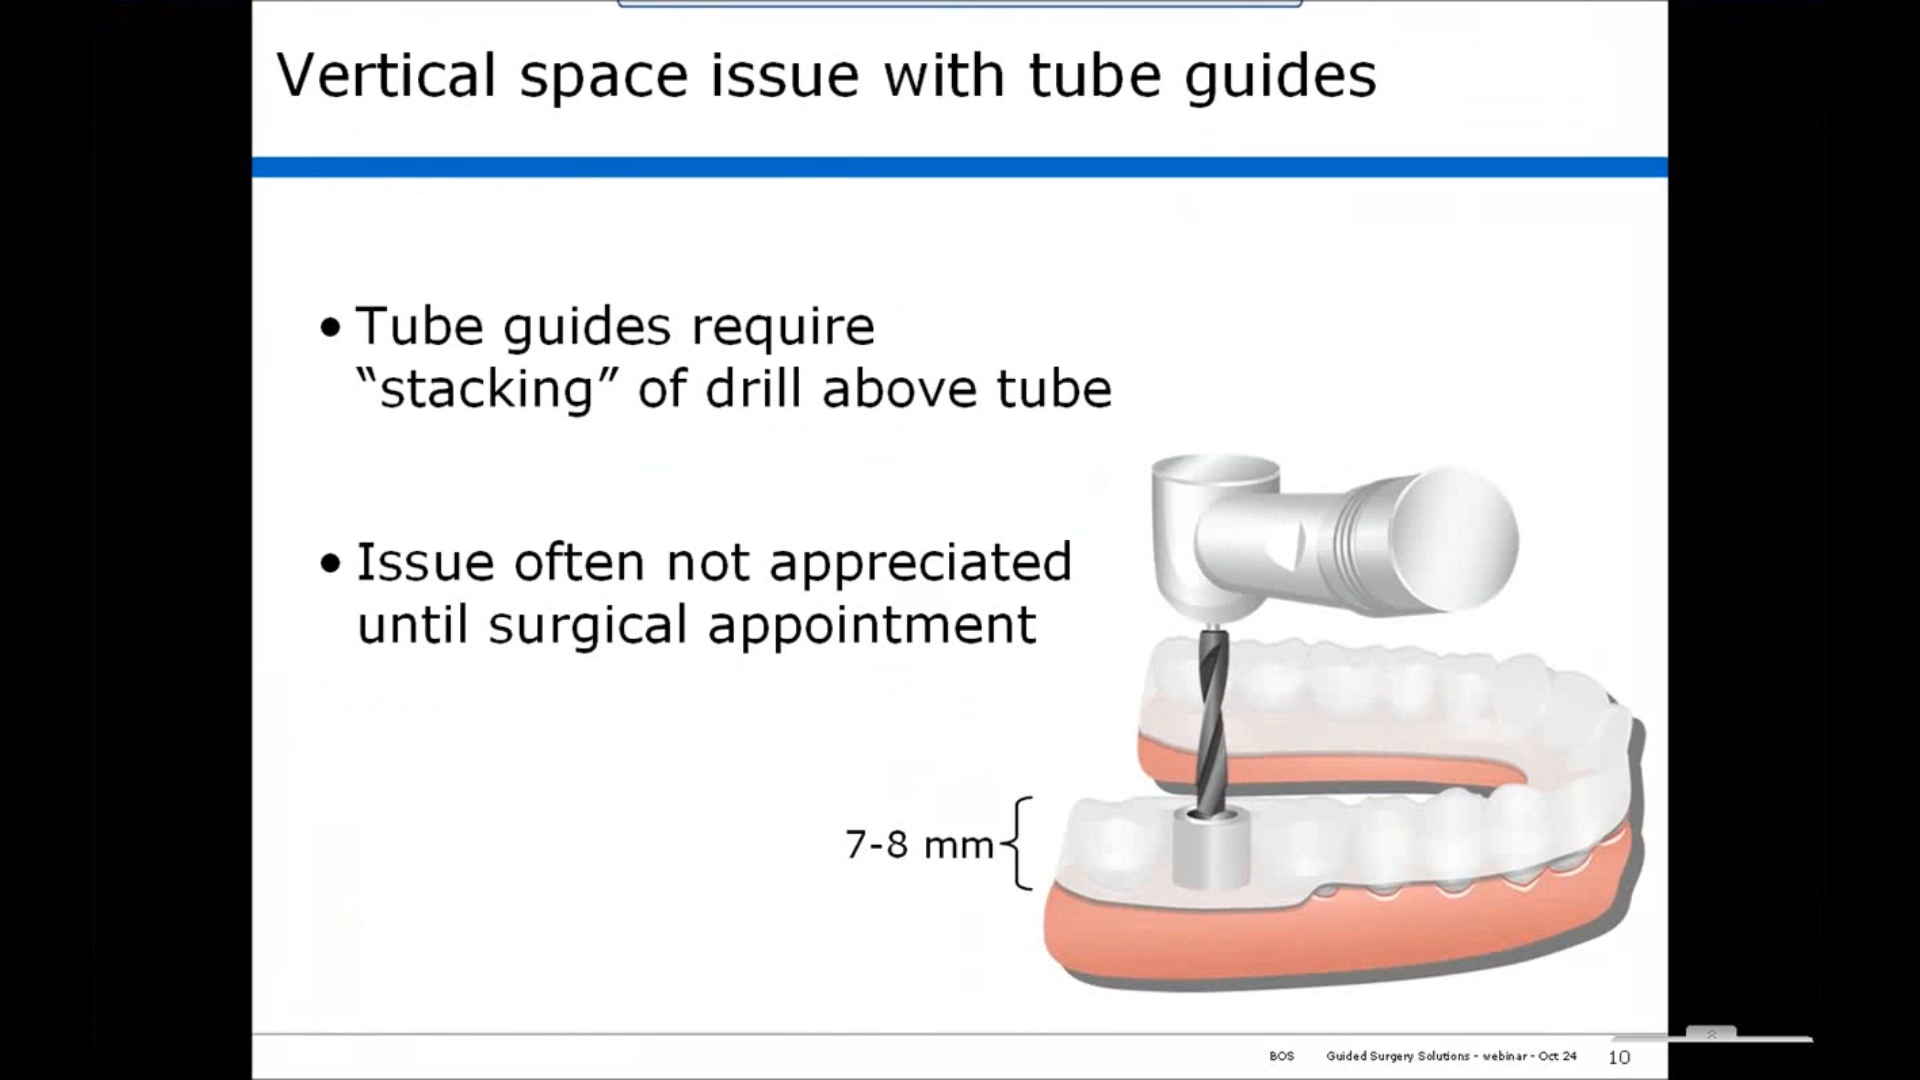 Vertical space issue with tube guides
• Tube guides require
“stacking” of drill above tube
• Issue often not appreciated
until surgical appointment
7-8 mm
BOS Guided Surgery Solutions - webinar - Oct 24 10